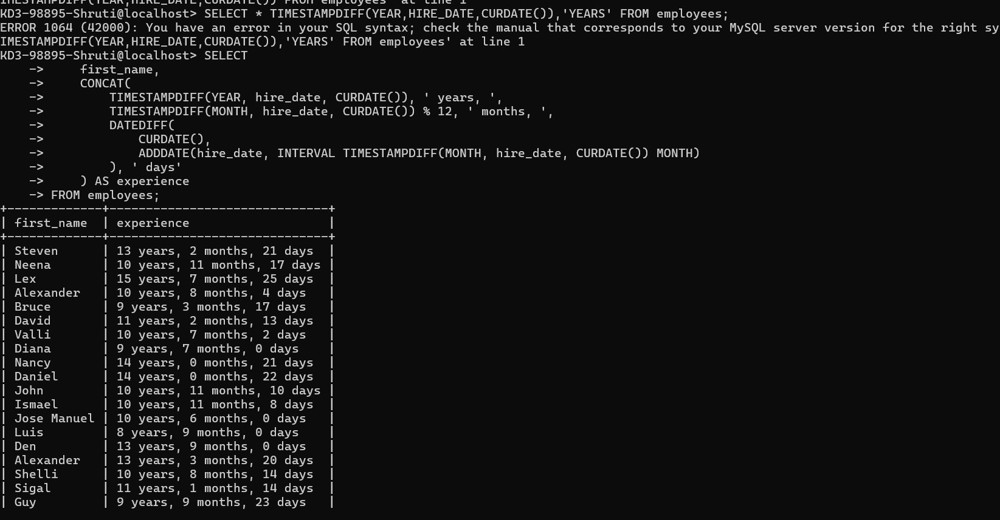 IMESTAMPDIFF(YEAR,HIRE_DATE,CURDATE()) FROM employees' at line 1
KD3-98895-Shruti@localhost> SELECT * TIMESTAMPDIFF(YEAR,HIRE_DATE,CURDATE()),'YEARS' FROM employees;
ERROR 1064 (42000): You have an error in your SQL syntax; check the manual that corresponds to your MySQL server version for the right sy
IMESTAMPDIFF(YEAR,HIRE_DATE,CURDATE()),'YEARS' FROM employees' at line 1
KD3-98895-Shruti@localhost> SELECT
    ->     first_name,
    ->     CONCAT(
    ->         TIMESTAMPDIFF(YEAR, hire_date, CURDATE()), ' years, ',
    ->         TIMESTAMPDIFF(MONTH, hire_date, CURDATE()) % 12, ' months, ',
    ->         DATEDIFF(
    ->             CURDATE(),
    ->             ADDDATE(hire_date, INTERVAL TIMESTAMPDIFF(MONTH, hire_date, CURDATE()) MONTH)
    ->         ), ' days'
    ->     ) AS experience
    -> FROM employees;
+-------------+------------------------------+
| first_name  | experience                   |
+-------------+------------------------------+
| Steven      | 13 years, 2 months, 21 days  |
| Neena       | 10 years, 11 months, 17 days |
| Lex         | 15 years, 7 months, 25 days  |
| Alexander   | 10 years, 8 months, 4 days   |
| Bruce       | 9 years, 3 months, 17 days   |
| David       | 11 years, 2 months, 13 days  |
| Valli       | 10 years, 7 months, 2 days   |
| Diana       | 9 years, 7 months, 0 days    |
| Nancy       | 14 years, 0 months, 21 days  |
| Daniel      | 14 years, 0 months, 22 days  |
| John        | 10 years, 11 months, 10 days |
| Ismael      | 10 years, 11 months, 8 days  |
| Jose Manuel | 10 years, 6 months, 0 days   |
| Luis        | 8 years, 9 months, 0 days    |
| Den         | 13 years, 9 months, 0 days   |
| Alexander   | 13 years, 3 months, 20 days  |
| Shelli      | 10 years, 8 months, 14 days  |
| Sigal       | 11 years, 1 months, 14 days  |
| Guy         | 9 years, 9 months, 23 days   |